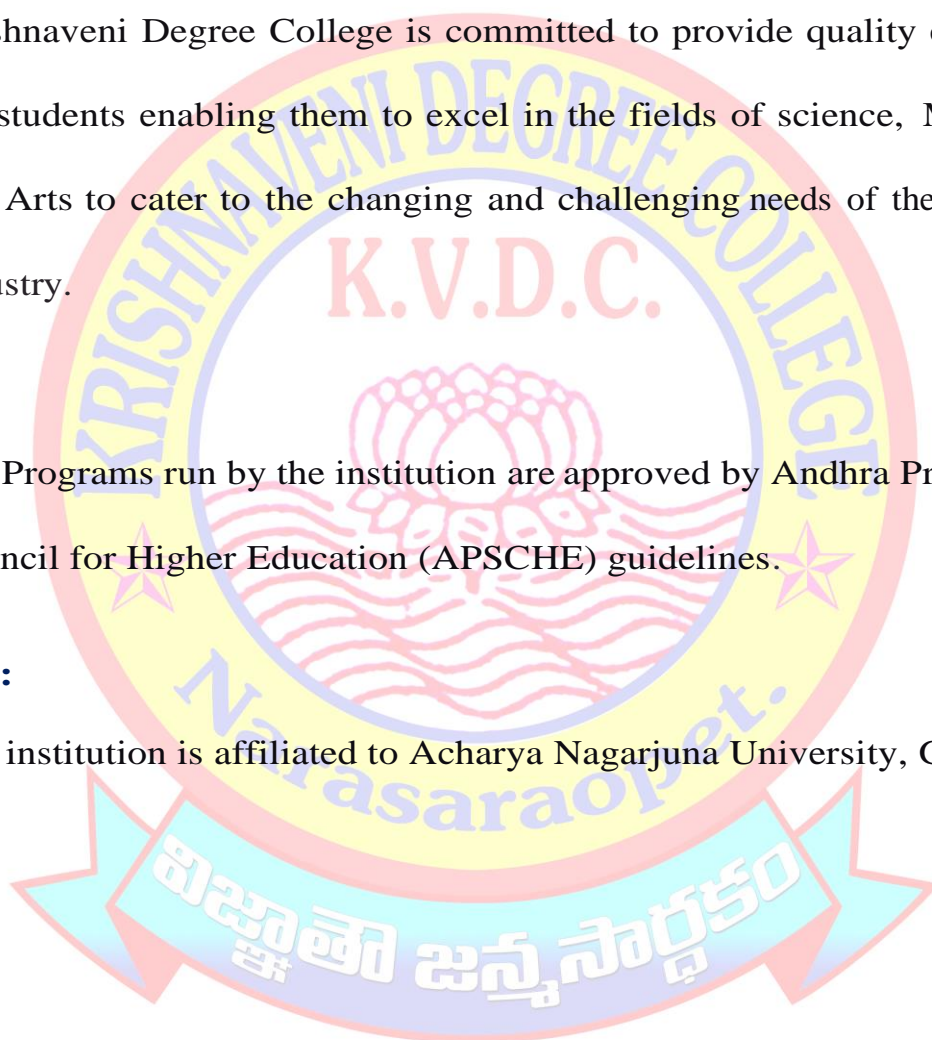 shnaveni Degree College is committed to provide quality
students enabling them to excel in the fields of science,
Arts to cater to the changing and challenging needs of the
ustry.
Programs run by the institution are approved by Andhra Pr
ncil for Higher Education (APSCHE) guidelines.
:
institution is affiliated to Acharya Nagarjuna University,
KRISHNAVENI DEGREE COLLEGE
K.V.D.C.
Narasaraopet.
విజ్ఞాతౌ జన్మ సార్ధకం